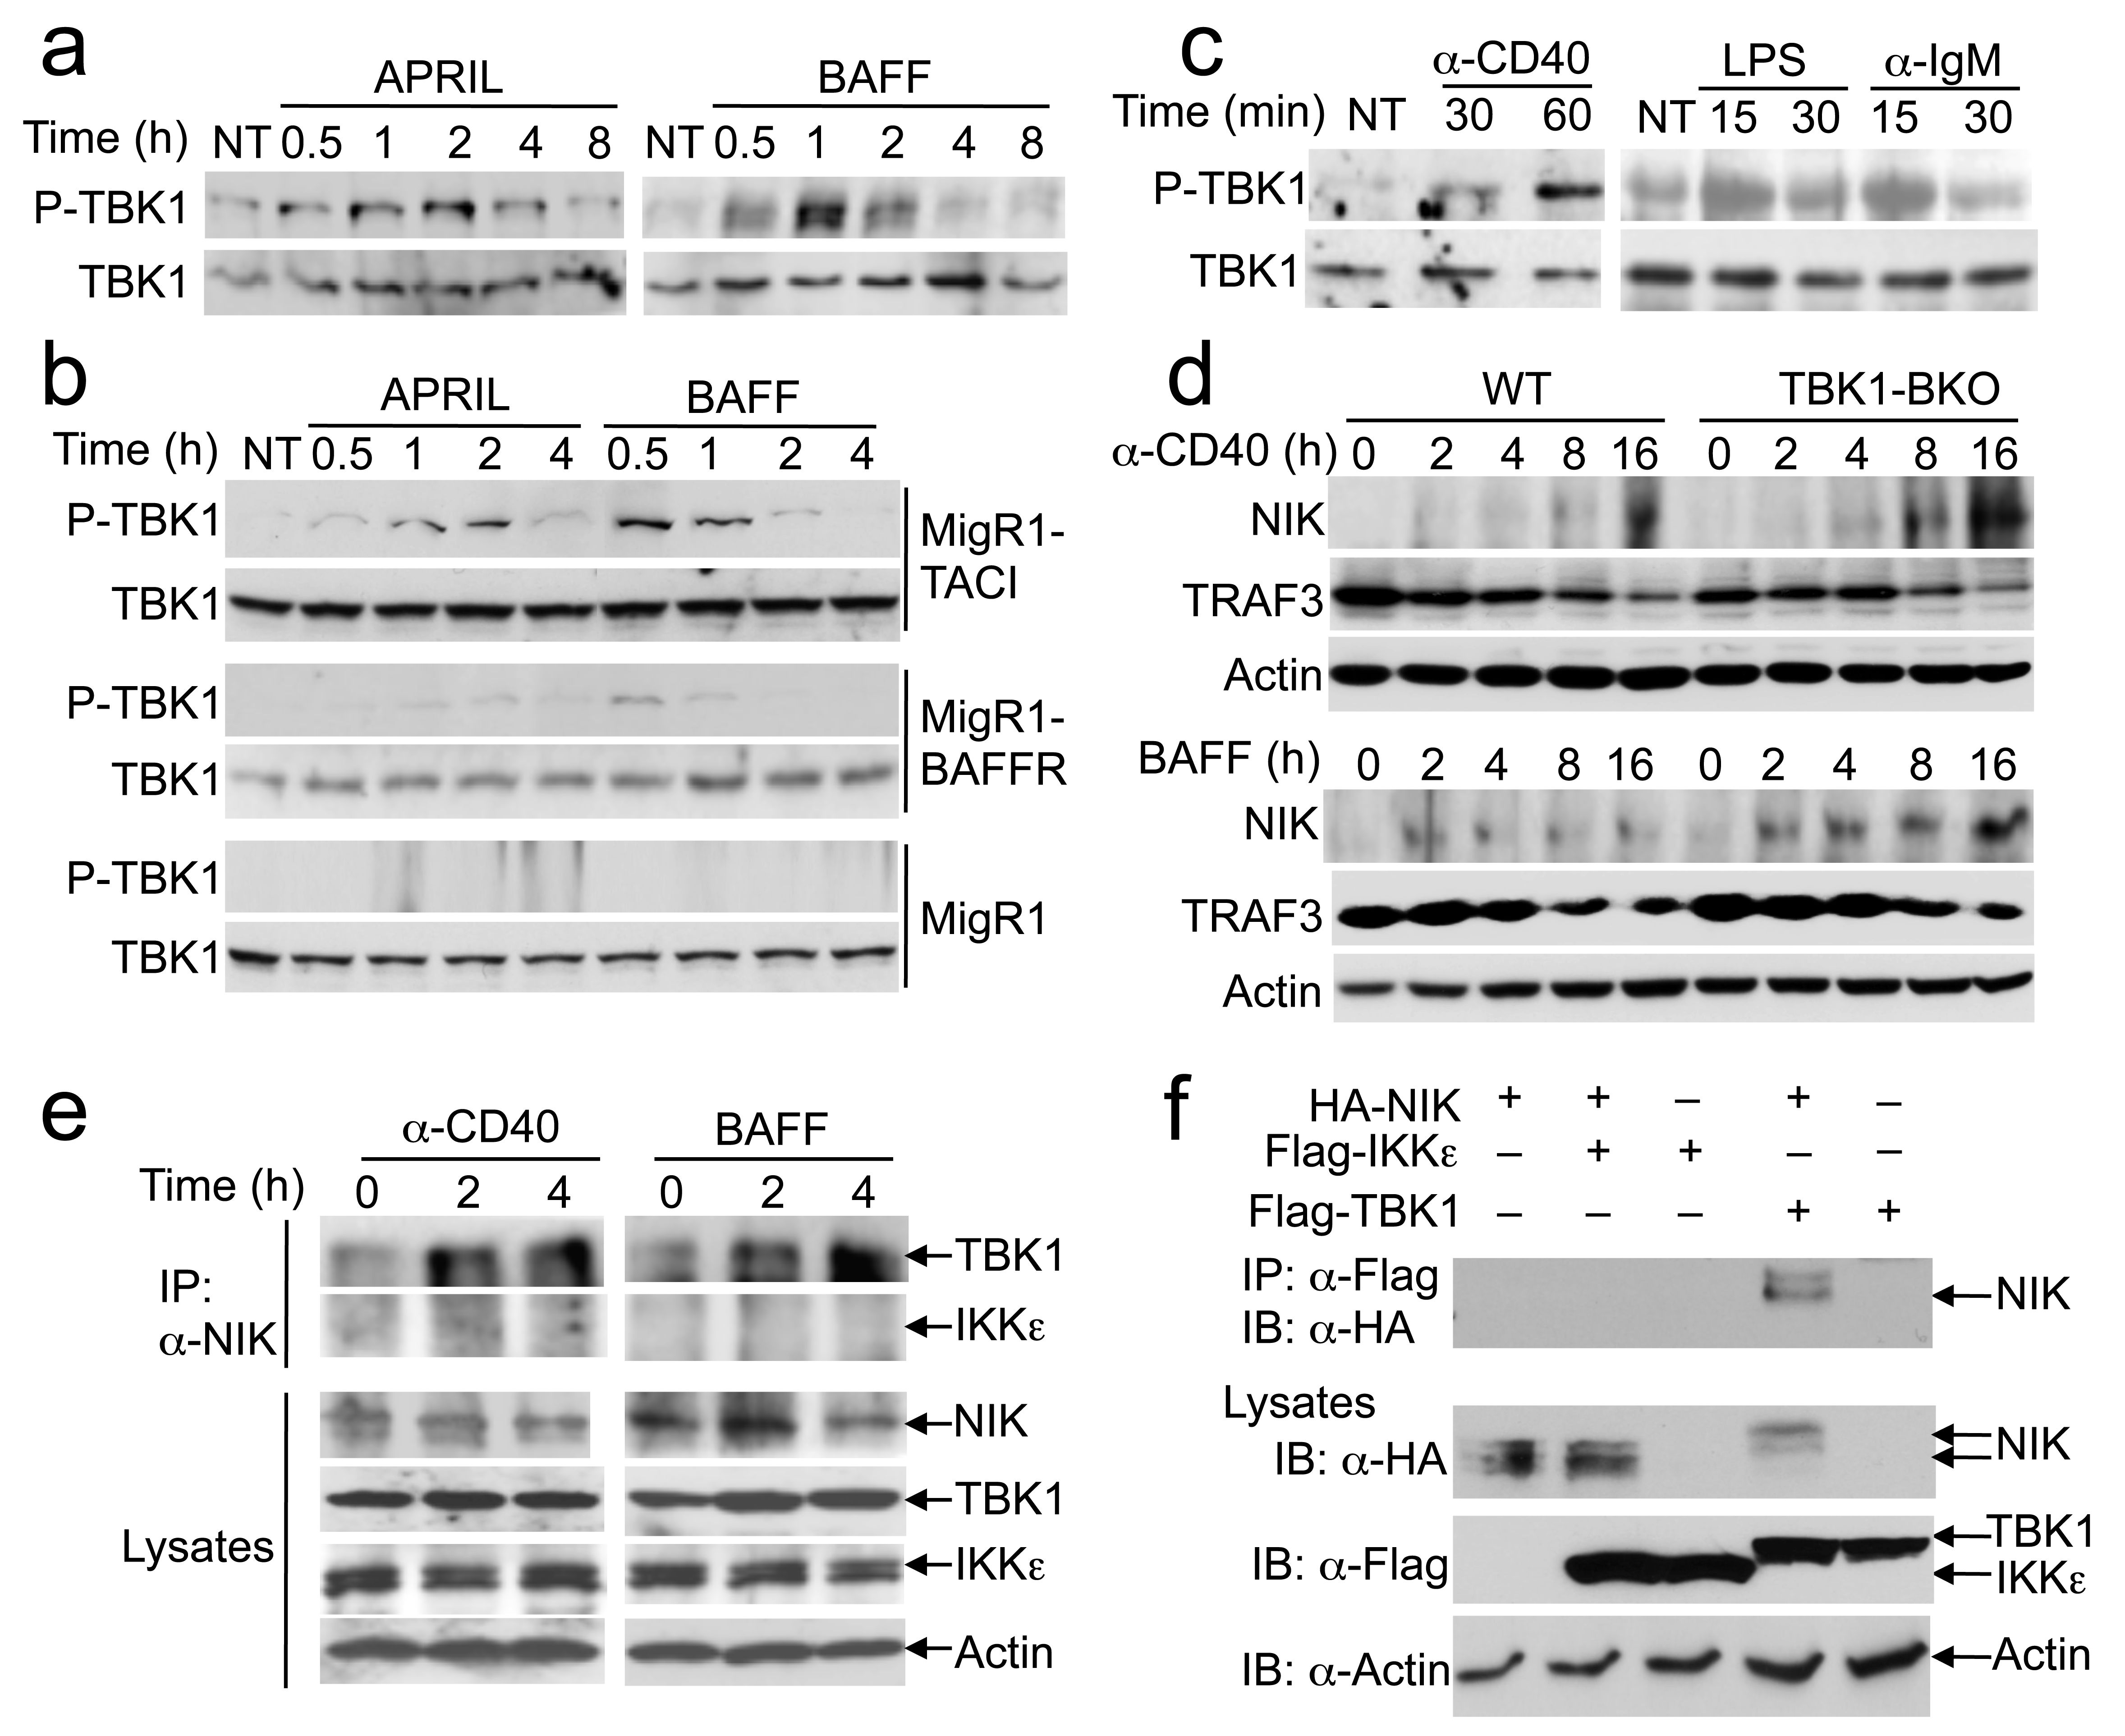 a
APRIL
BAFF
Time (h) NT 0.5 1 2 4 8 NT 0.5 1 2 4 8
P-TBK1
TBK1
b
APRIL
BAFF
Time (h) NT 0.5 1 2 4 0.5 1 2 4
P-TBK1
TBK1
MigR1-
TACI
P-TBK1
TBK1
MigR1-
BAFFR
P-TBK1
TBK1
MigR1
c
α-CD40
LPS
α-IgM
Time (min) NT 30 60 NT 15 30 15 30
P-TBK1
TBK1
d
WT
TBK1-BKO
α-CD40 (h) 0 2 4 8 16 0 2 4 8 16
NIK
TRAF3
Actin
BAFF (h) 0 2 4 8 16 0 2 4 8 16
NIK
TRAF3
Actin
e
α-CD40
BAFF
Time (h) 0 2 4 0 2 4
IP:
α-NIK
TBK1
IKKε
Lysates
NIK
TBK1
IKKε
Actin
f
HA-NIK + + – + –
Flag-IKKε – + + – –
Flag-TBK1 – – – + +
IP: α-Flag
IB: α-HA
NIK
Lysates
IB: α-HA
NIK
IB: α-Flag
TBK1
IKKε
IB: α-Actin
Actin